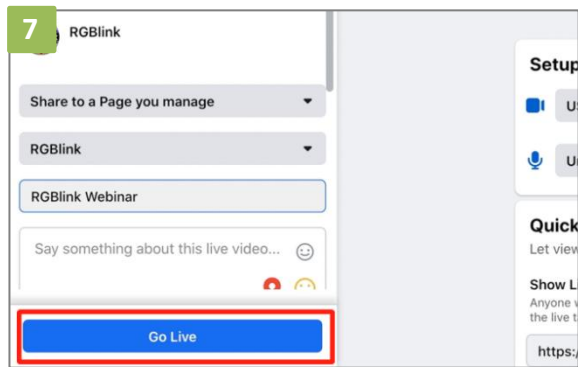 7
RGBlink
Share to a Page you manage
RGBlink
RGBlink Webinar
Say something about this live video...
Go Live
Setup
Quick
Let view
Show L
Anyone
the live t
https:/